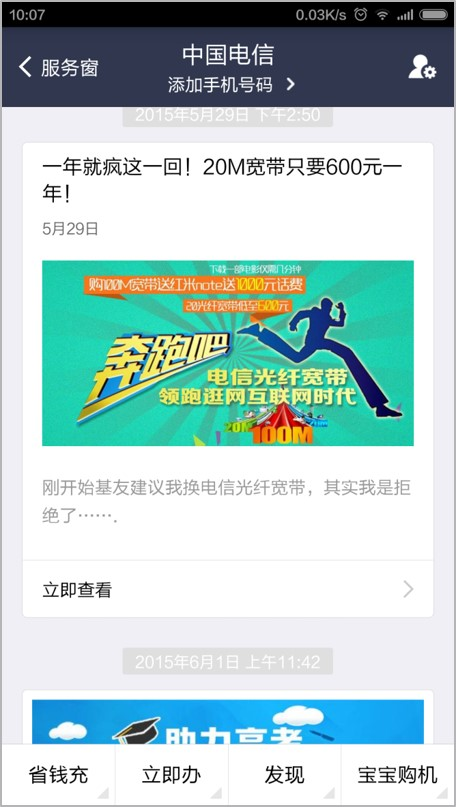 10:07
0.03K/s
服务窗
中国电信
添加手机号码
2015年5月29日 下午2:50
一年就疯这一回！20M宽带只要600元一
年！
5月29日
下载一部电影仅需几分钟
购100M宽带送红米note送1000元话费
20光纤宽带低至600元
奔跑吧
电信光纤宽带
领跑逛网互联网时代
20M
100M
刚开始基友建议我换电信光纤宽带，其实我是拒
绝了······.
立即查看
2015年6月1日 上午11:42
助力高考
省钱充
立即办
发现
宝宝购机